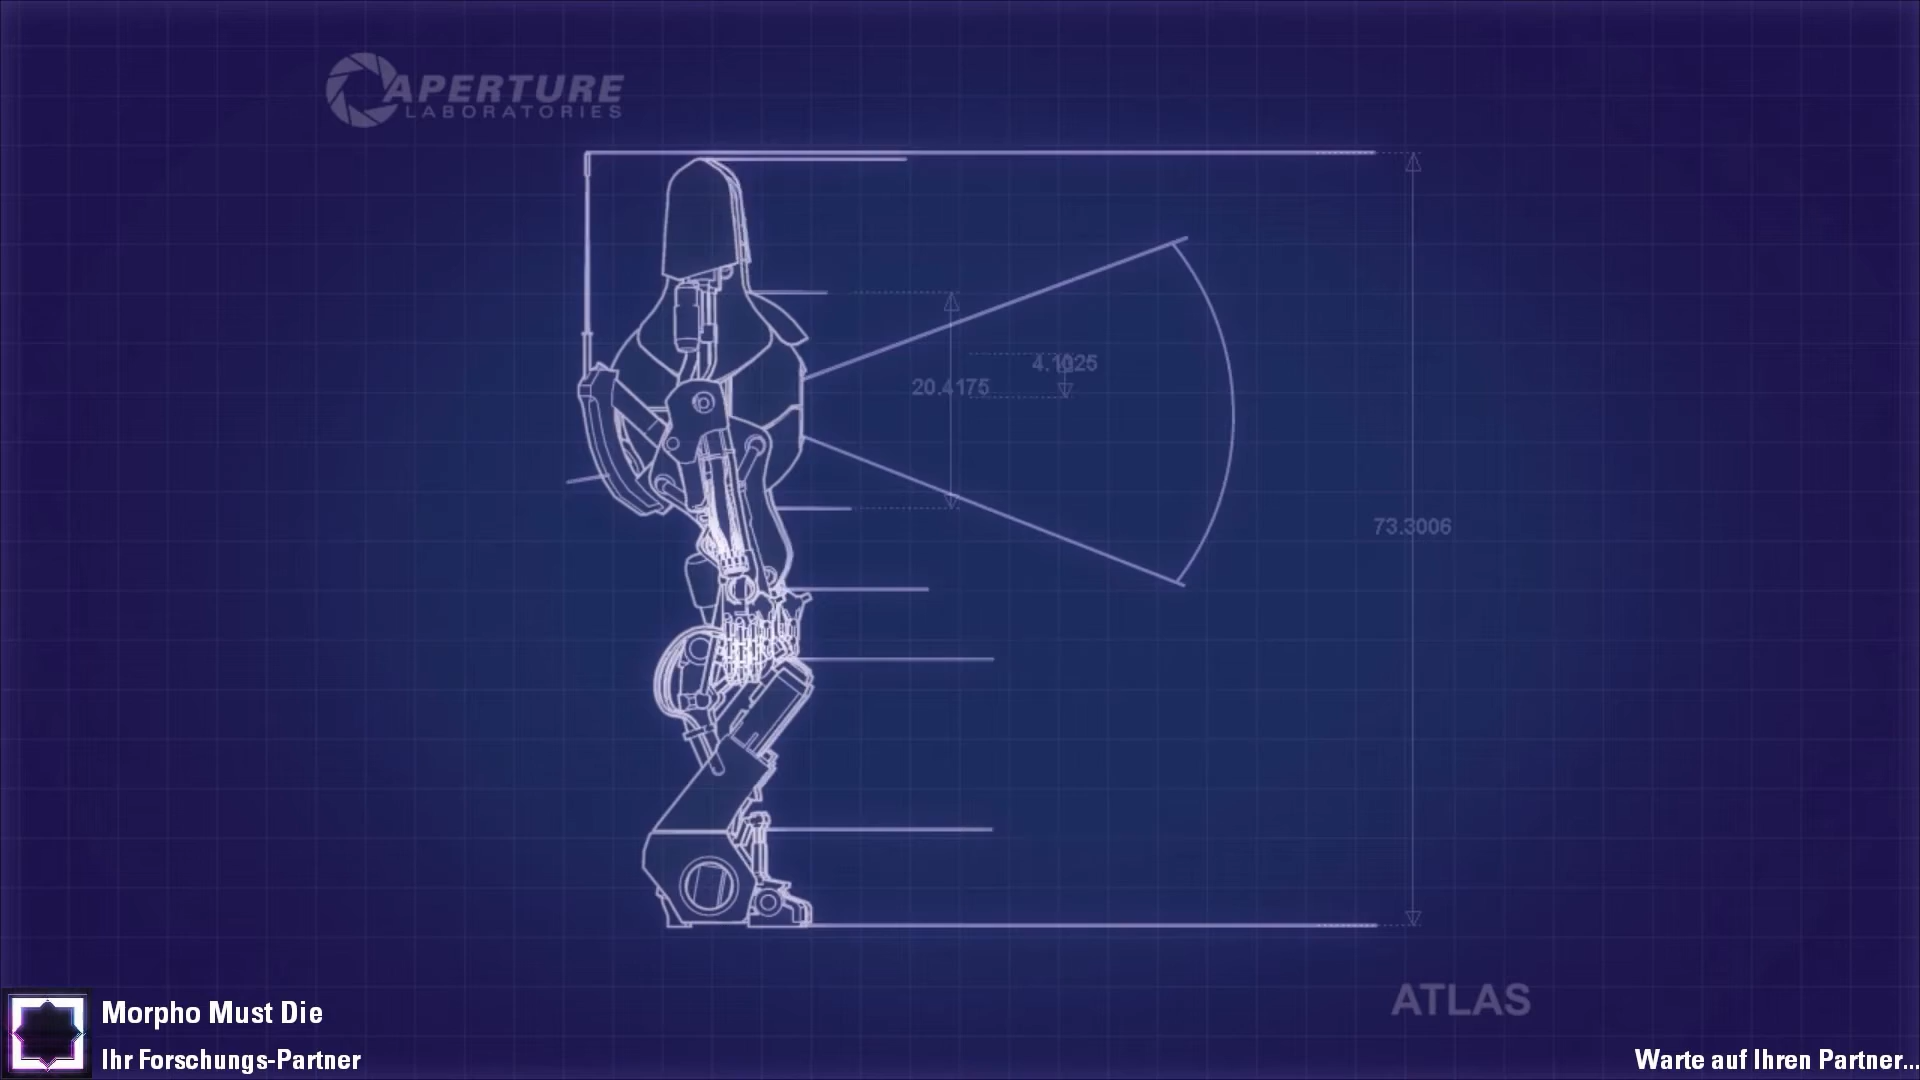 APERTURE
LABORATORIES
4.1025
20.4175
73.3006
ATLAS
Morpho Must Die
Ihr Forschungs-Partner
Warte auf Ihren Partner...